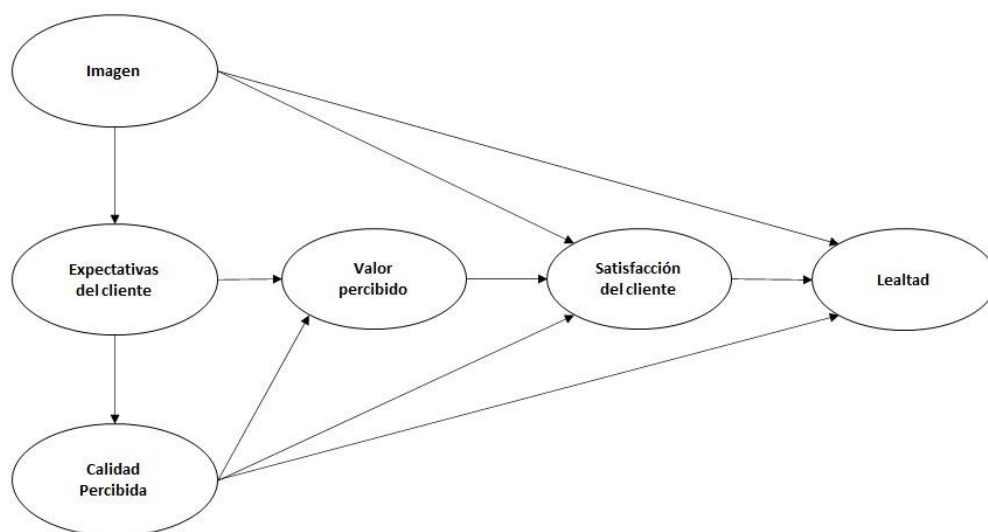 Imagen
Expectativas
del cliente
Valor
percibido
Satisfacción
del cliente
Lealtad
Calidad
Percibida